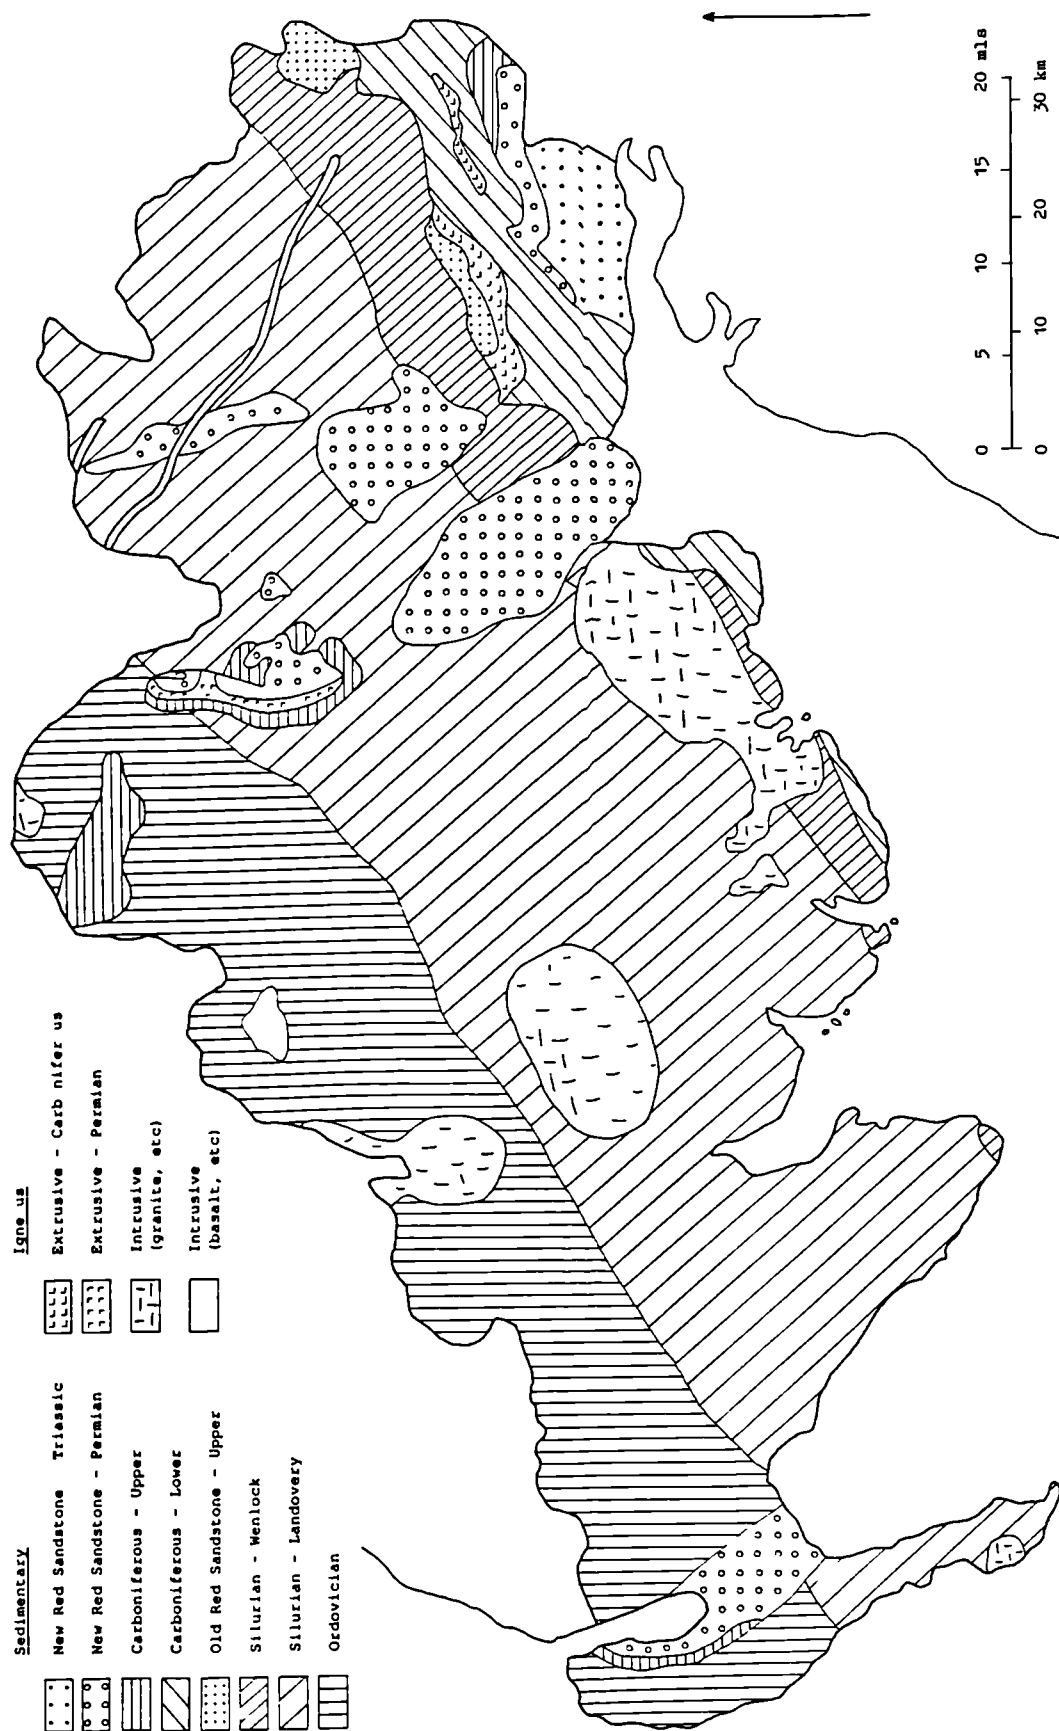 Sedimentary
New Red Sandstone Triassic
New Red Sandstone - Permian
Carboniferous - Upper
Carboniferous - Lower
Old Red Sandstone - Upper
Silurian - Wenlock
Silurian - Landovery
Ordovician
Igne us
Extrusive - Carb nifer us
Extrusive - Permian
Intrusive
(granite, etc)
Intrusive
(basalt, etc)
0 5 10 15 20 mls
0 10 20 30 km